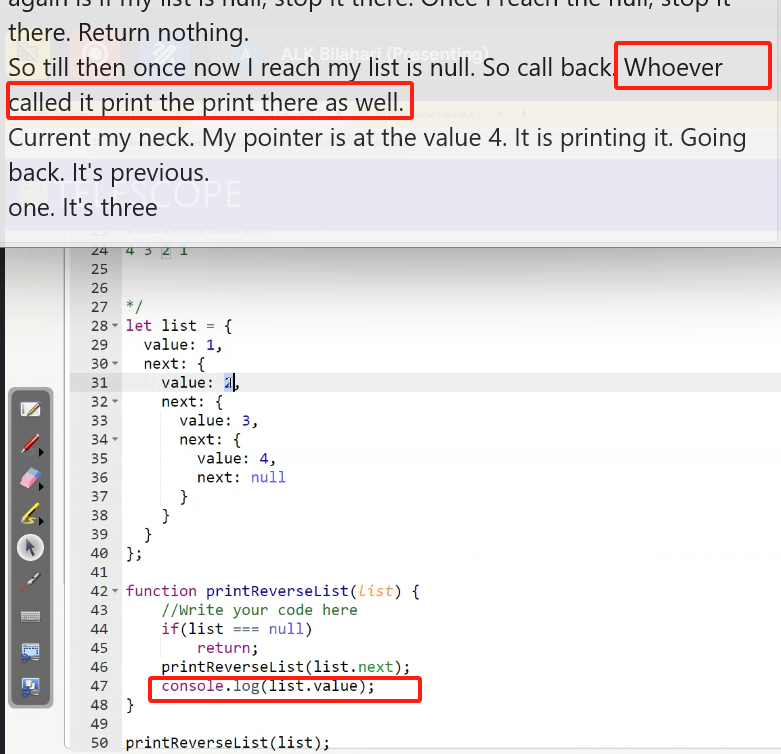 again is if my list is null, stop it there. Once I reach the null, stop it
there. Return nothing.
ALK Bilahari (Presenting)
So till then once now I reach my list is null. So call back. Whoever
called it print the print there as well.
Current my neck. My pointer is at the value 4. It is printing it. Going
back. It's previous.
TELESCOPE
one. It's three
24 4 3 2 1
25
26
27 */
28 let list = {
29 value: 1,
30 next: {
31 value: 2,
32 next: {
33 value: 3,
34 next: {
35 value: 4,
36 next: null
37 }
38 }
39 }
40 };
41
42 function printReverseList(list) {
43 //Write your code here
44 if(list === null)
45 return;
46 printReverseList(list.next);
47 console.log(list.value);
48 }
49
50 printReverseList(list);